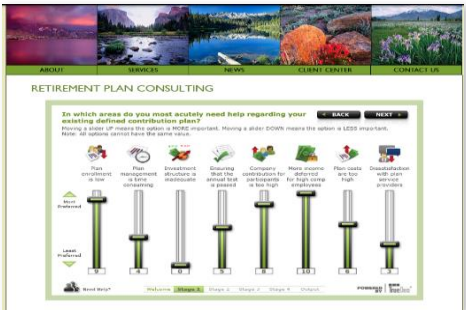 ABOUT SERVICES NEWS CLIENT CENTER CONTACT US
RETIREMENT PLAN CONSULTING
In which areas do you most acutely need help regarding your
existing defined contribution plan?
BACK NEXT
Moving a slider UP means the option is MORE important. Moving a slider DOWN means the option is LESS important.
Note: All options cannot have the same value.
Plan enrollment is low
Plan management is time consuming
Investment structure is inadequate
Ensuring that the annual test is passed
Company contribution for participants is too high
More income deferred for high comp employees
Plan costs are too high
Dissatisfaction with plan service providers
Most Preferred
Least Preferred
9 4 0 5 8 10 6 3
Need Help? Welcome Stage 1 Stage 2 Stage 3 Stage 4 Output
POWERED BY